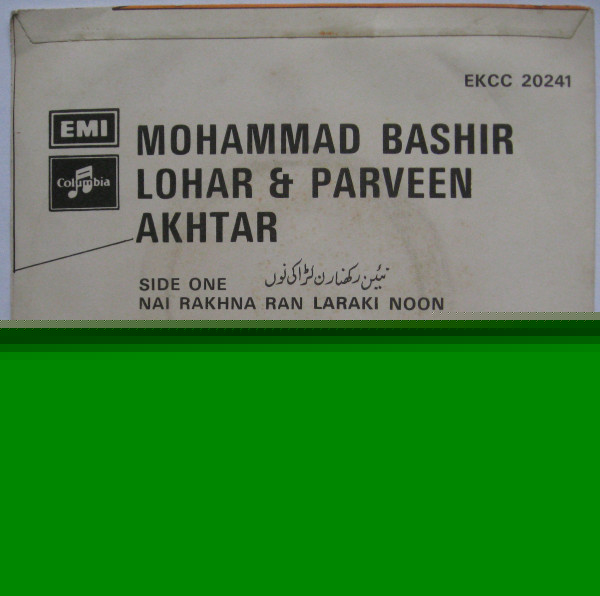 EKCC 20241
EMI
Columbia
MOHAMMAD BASHIR
LOHAR & PARVEEN
AKHTAR
SIDE ONE نئیں رکھنا رن لڑاکی نوں
NAI RAKHNA RAN LARAKI NOON